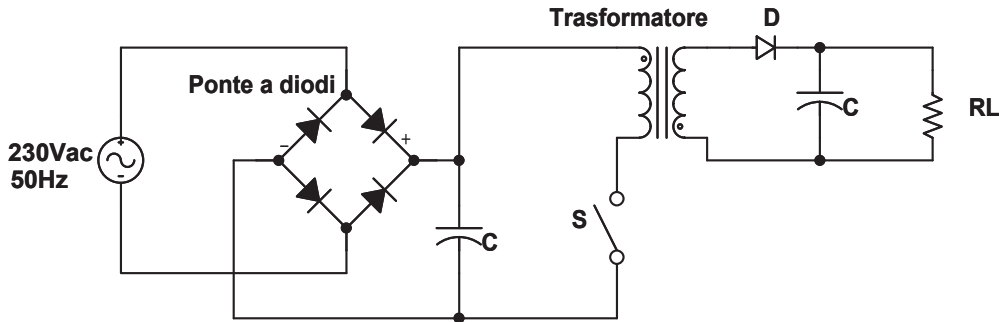 Trasformatore
D
Ponte a diodi
230Vac
50Hz
+
-
-
+
C
S
C
RL